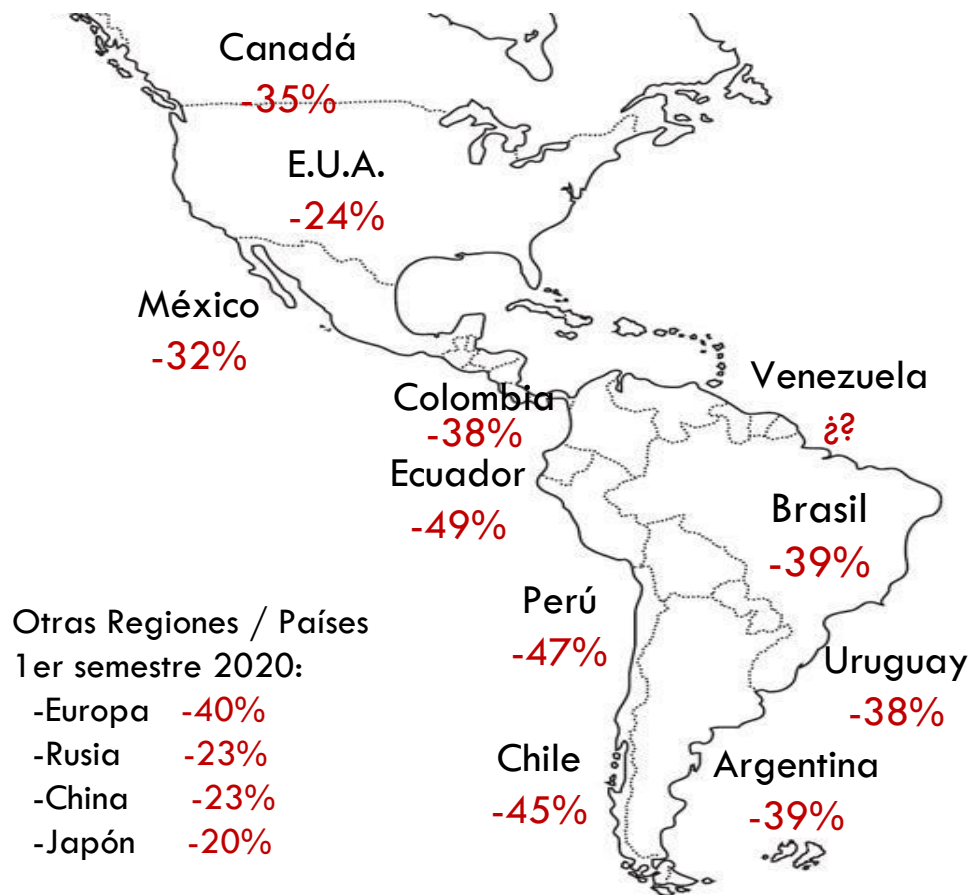 Canadá
-35%
E.U.A.
-24%
México
-32%
Venezuela
¿?
Colombia
-38%
Ecuador
-49%
Brasil
-39%
Perú
-47%
Uruguay
-38%
Chile
-45%
Argentina
-39%
Otras Regiones / Países
1er semestre 2020:
-Europa -40%
-Rusia -23%
-China -23%
-Japón -20%